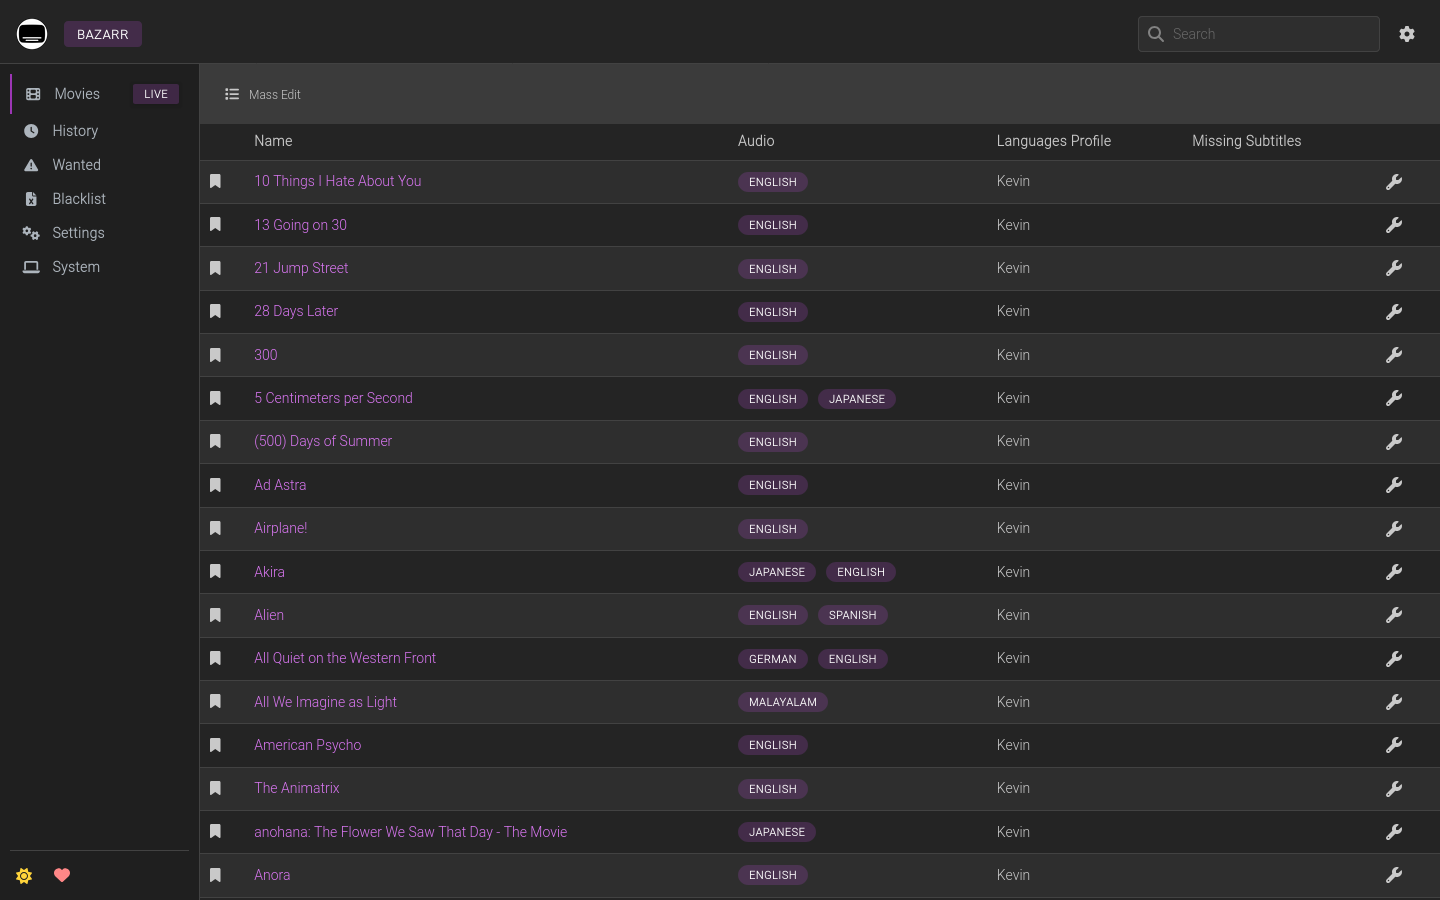 BAZARR
Search
Movies LIVE
History
Wanted
Blacklist
Settings
System
Mass Edit
Name Audio Languages Profile Missing Subtitles
10 Things I Hate About You ENGLISH Kevin
13 Going on 30 ENGLISH Kevin
21 Jump Street ENGLISH Kevin
28 Days Later ENGLISH Kevin
300 ENGLISH Kevin
5 Centimeters per Second ENGLISH JAPANESE Kevin
(500) Days of Summer ENGLISH Kevin
Ad Astra ENGLISH Kevin
Airplane! ENGLISH Kevin
Akira JAPANESE ENGLISH Kevin
Alien ENGLISH SPANISH Kevin
All Quiet on the Western Front GERMAN ENGLISH Kevin
All We Imagine as Light MALAYALAM Kevin
American Psycho ENGLISH Kevin
The Animatrix ENGLISH Kevin
anohana: The Flower We Saw That Day - The Movie JAPANESE Kevin
Anora ENGLISH Kevin